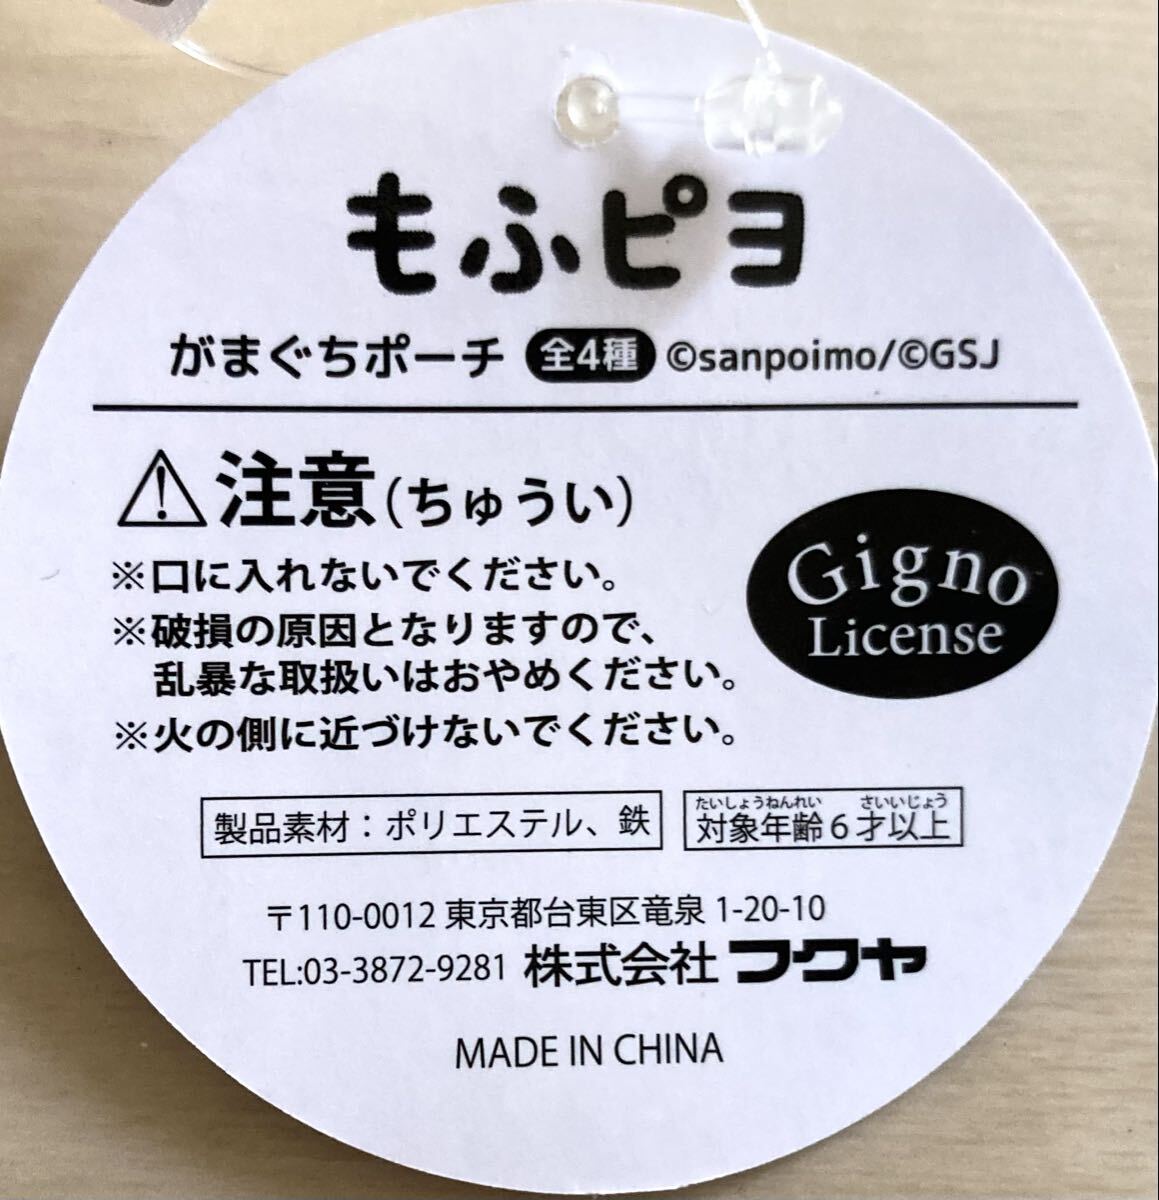 もふピヨ
がまぐちポーチ 全4種 ©sanpoimo/©GSJ
注意(ちゅうい)
※口に入れないでください。
※破損の原因となりますので、
乱暴な取扱いはおやめください。
※火の側に近づけないでください。
Gigno
License
製品素材：ポリエステル、鉄
たいしょうねんれい さいいじょう
対象年齢6才以上
〒110-0012 東京都台東区竜泉 1-20-10
TEL:03-3872-9281 株式会社フクヤ
MADE IN CHINA